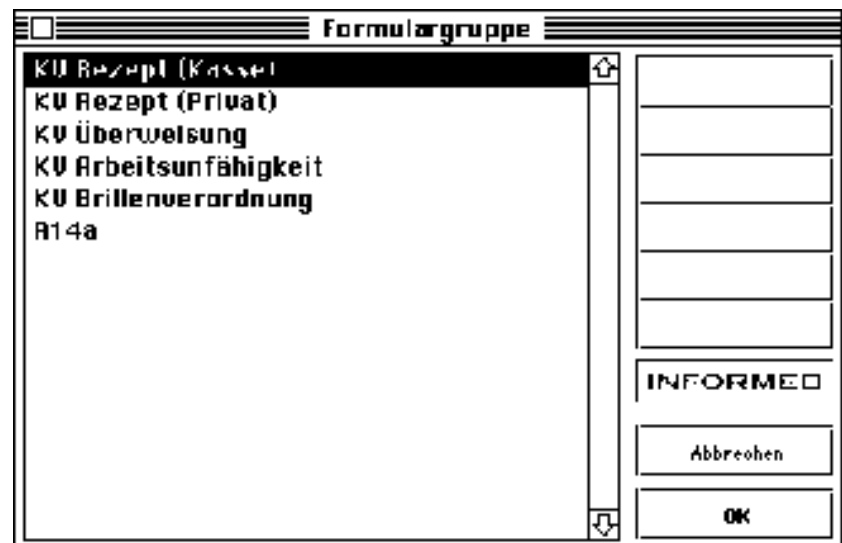 Formulargruppe
KV Rezept (Kasse)
KV Rezept (Privat)
KV Überweisung
KV Arbeitsunfähigkeit
KV Brillenverordnung
A14a
INFORMED
Abbrechen
OK